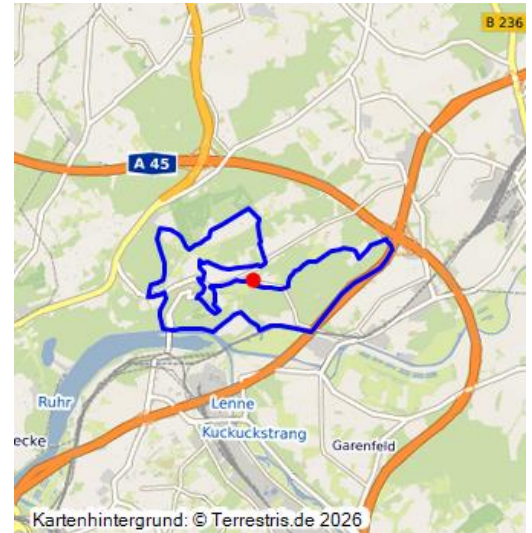 B 236
A 45
Ruhr
Lenne
ecke
Kuckuckstrang
Garenfeld
Kartenhintergrund: © Terrestris.de 2026